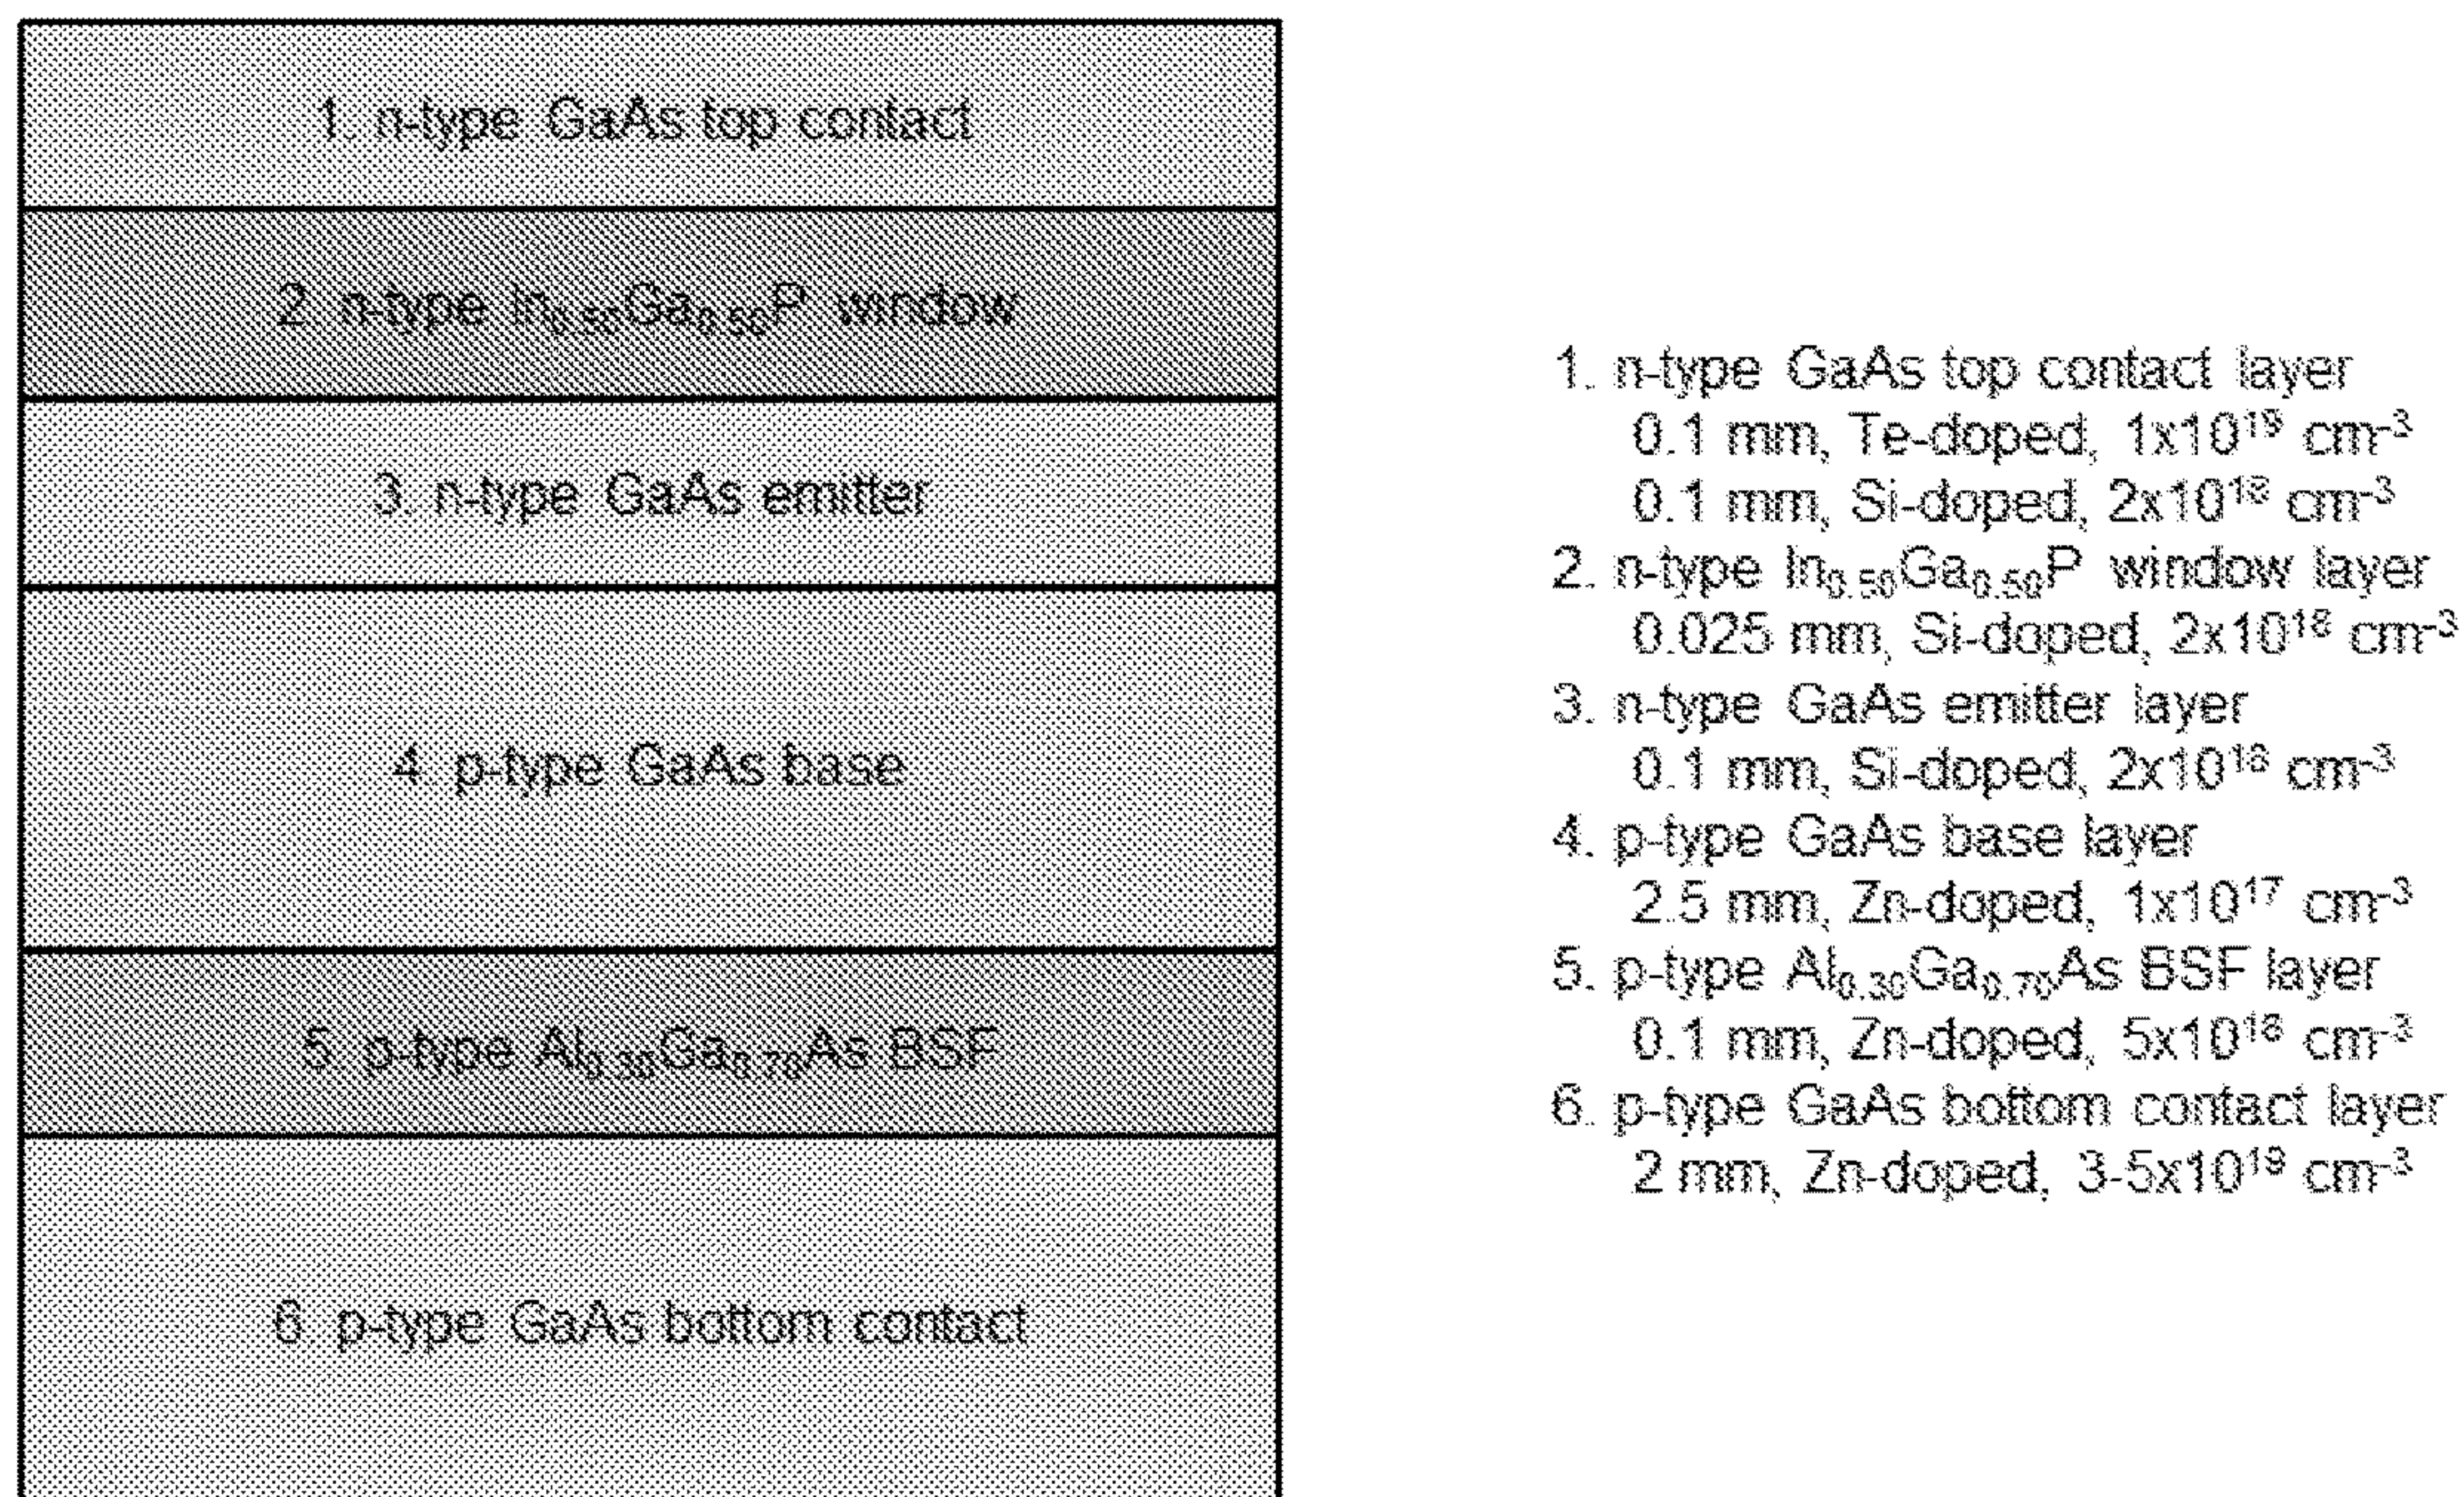 1. n-type GaAs top contact
2. n-type In₀.₅₀Ga₀.₅₀P window
3. n-type GaAs emitter
4. p-type GaAs base
5. p-type Al₀.₃₀Ga₀.₇₀As BSF
6. p-type GaAs bottom contact
1. n-type GaAs top contact layer
0.1 mm, Te-doped, 1x10¹⁹ cm⁻³
0.1 mm, Si-doped, 2x10¹⁸ cm⁻³
2. n-type In₀.₅₀Ga₀.₅₀P window layer
0.025 mm, Si-doped, 2x10¹⁸ cm⁻³
3. n-type GaAs emitter layer
0.1 mm, Si-doped, 2x10¹⁸ cm⁻³
4. p-type GaAs base layer
2.5 mm, Zn-doped, 1x10¹⁷ cm⁻³
5. p-type Al₀.₃₀Ga₀.₇₀As BSF layer
0.1 mm, Zn-doped, 5x10¹⁸ cm⁻³
6. p-type GaAs bottom contact layer
2 mm, Zn-doped, 3-5x10¹⁹ cm⁻³